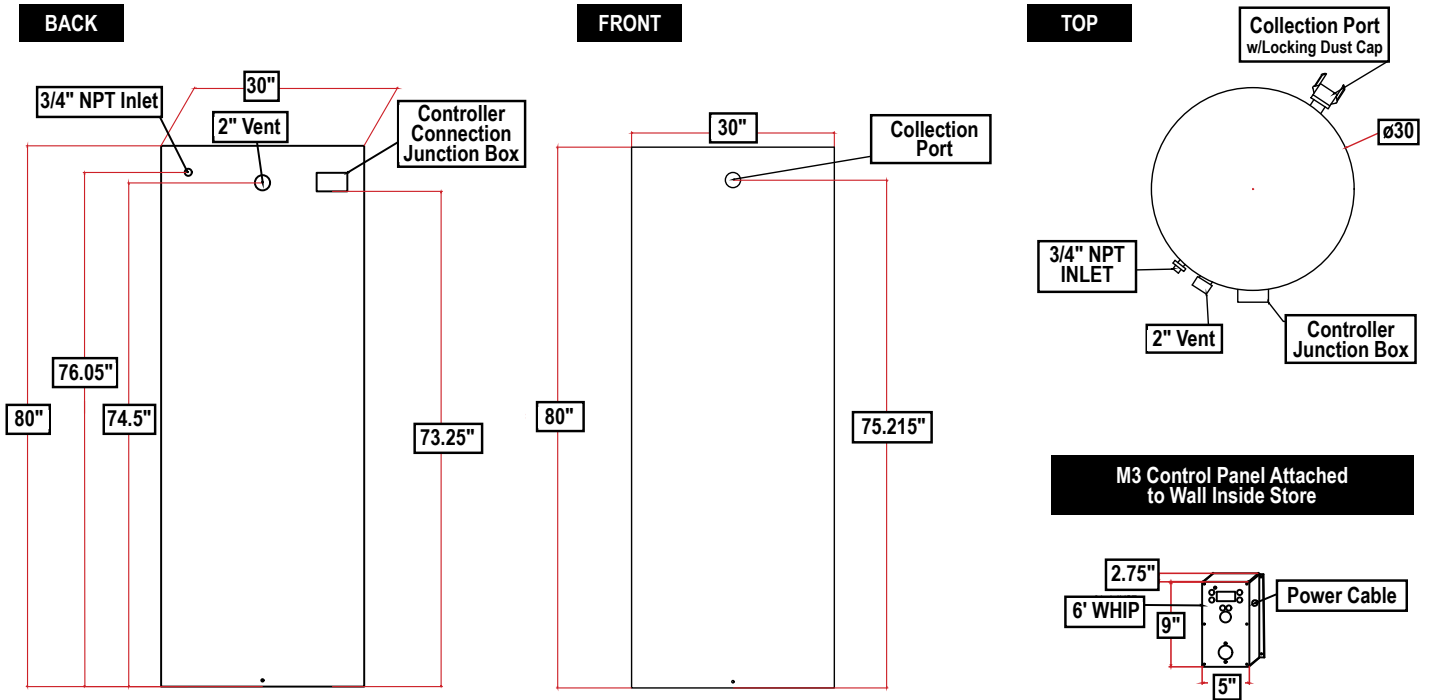 BACK
30"
3/4" NPT Inlet
2" Vent
Controller
Connection
Junction Box
76.05"
80"
74.5"
73.25"
FRONT
30"
Collection
Port
80"
75.215"
TOP
Collection Port
w/Locking Dust Cap
ø30
3/4" NPT
INLET
2" Vent
Controller
Junction Box
M3 Control Panel Attached
to Wall Inside Store
2.75"
6' WHIP
9"
Power Cable
5"